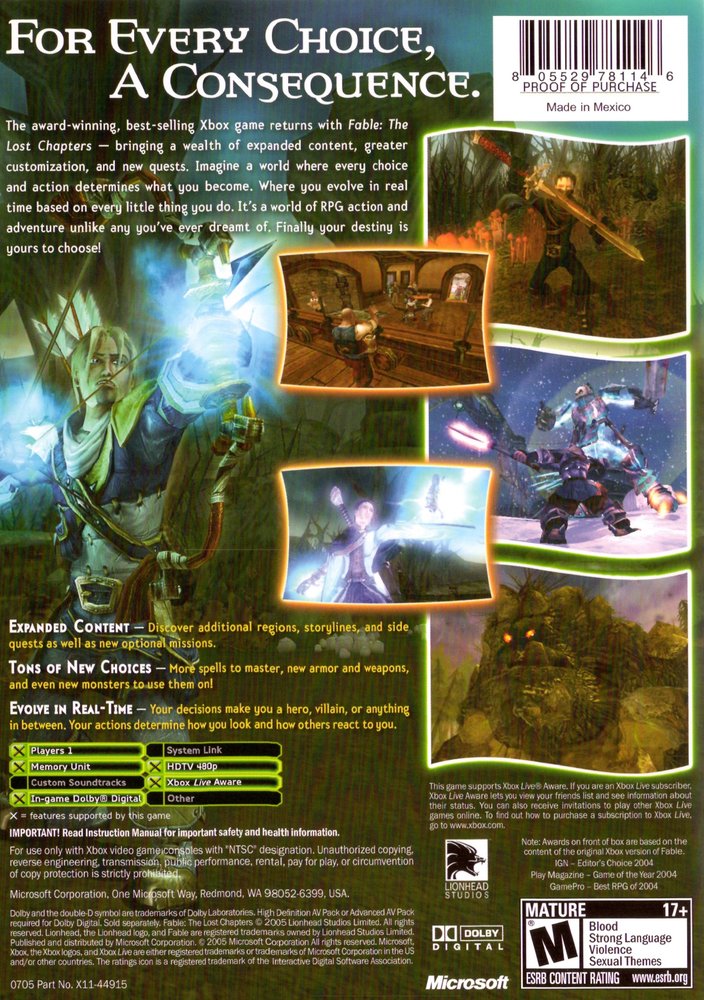 FOR EVERY CHOICE,
A CONSEQUENCE.
8 05529 78114 6
PROOF OF PURCHASE
Made in Mexico
The award-winning, best-selling Xbox game returns with Fable: The
Lost Chapters — bringing a wealth of expanded content, greater
customization, and new quests. Imagine a world where every choice
and action determines what you become. Where you evolve in real
time based on every little thing you do. It's a world of RPG action and
adventure unlike any you've ever dreamt of. Finally your destiny is
yours to choose!
EXPANDED CONTENT — Discover additional regions, storylines, and side
quests as well as new optional missions.
TONS OF NEW CHOICES — More spells to master, new armor and weapons,
and even new monsters to use them on!
EVOLVE IN REAL-TIME — Your decisions make you a hero, villain, or anything
in between. Your actions determine how you look and how others react to you.
X Players 1
System Link
X Memory Unit
X HDTV 480p
Custom Soundtracks
X Xbox Live Aware
X In-game Dolby® Digital
Other
X = features supported by this game
IMPORTANT! Read Instruction Manual for important safety and health information.
For use only with Xbox video game consoles with "NTSC" designation. Unauthorized copying,
reverse engineering, transmission, public performance, rental, pay for play, or circumvention
of copy protection is strictly prohibited.
Microsoft Corporation, One Microsoft Way, Redmond, WA 98052-6399, USA.
Dolby and the double-D symbol are trademarks of Dolby Laboratories. High Definition AV Pack or Advanced AV Pack
required for Dolby Digital. Sold separately. Fable: The Lost Chapters © 2005 Lionhead Studios Limited. All rights
reserved. Lionhead, the Lionhead logo, and Fable are registered trademarks owned by Lionhead Studios Limited.
Published and distributed by Microsoft Corporation. © 2005 Microsoft Corporation All rights reserved. Microsoft,
Xbox, the Xbox logos, and Xbox Live are either registered trademarks or trademarks of Microsoft Corporation in the US
and/or other countries. The ratings icon is a registered trademark of the Interactive Digital Software Association.
0705 Part No. X11-44915
This game supports Xbox Live® Aware. If you are an Xbox Live subscriber,
Xbox Live Aware lets you view your friends list and see information about
their status. You can also receive invitations to play other Xbox Live
games online. To find out how to purchase a subscription to Xbox Live,
go to www.xbox.com.
LIONHEAD
STUDIOS
Note: Awards on front of box are based on the
content of the original Xbox version of Fable.
IGN – Editor's Choice 2004
Play Magazine – Game of the Year 2004
GamePro – Best RPG of 2004
DOLBY
DIGITAL
Microsoft
MATURE 17+
M
Blood
Strong Language
Violence
Sexual Themes
ESRB CONTENT RATING www.esrb.org